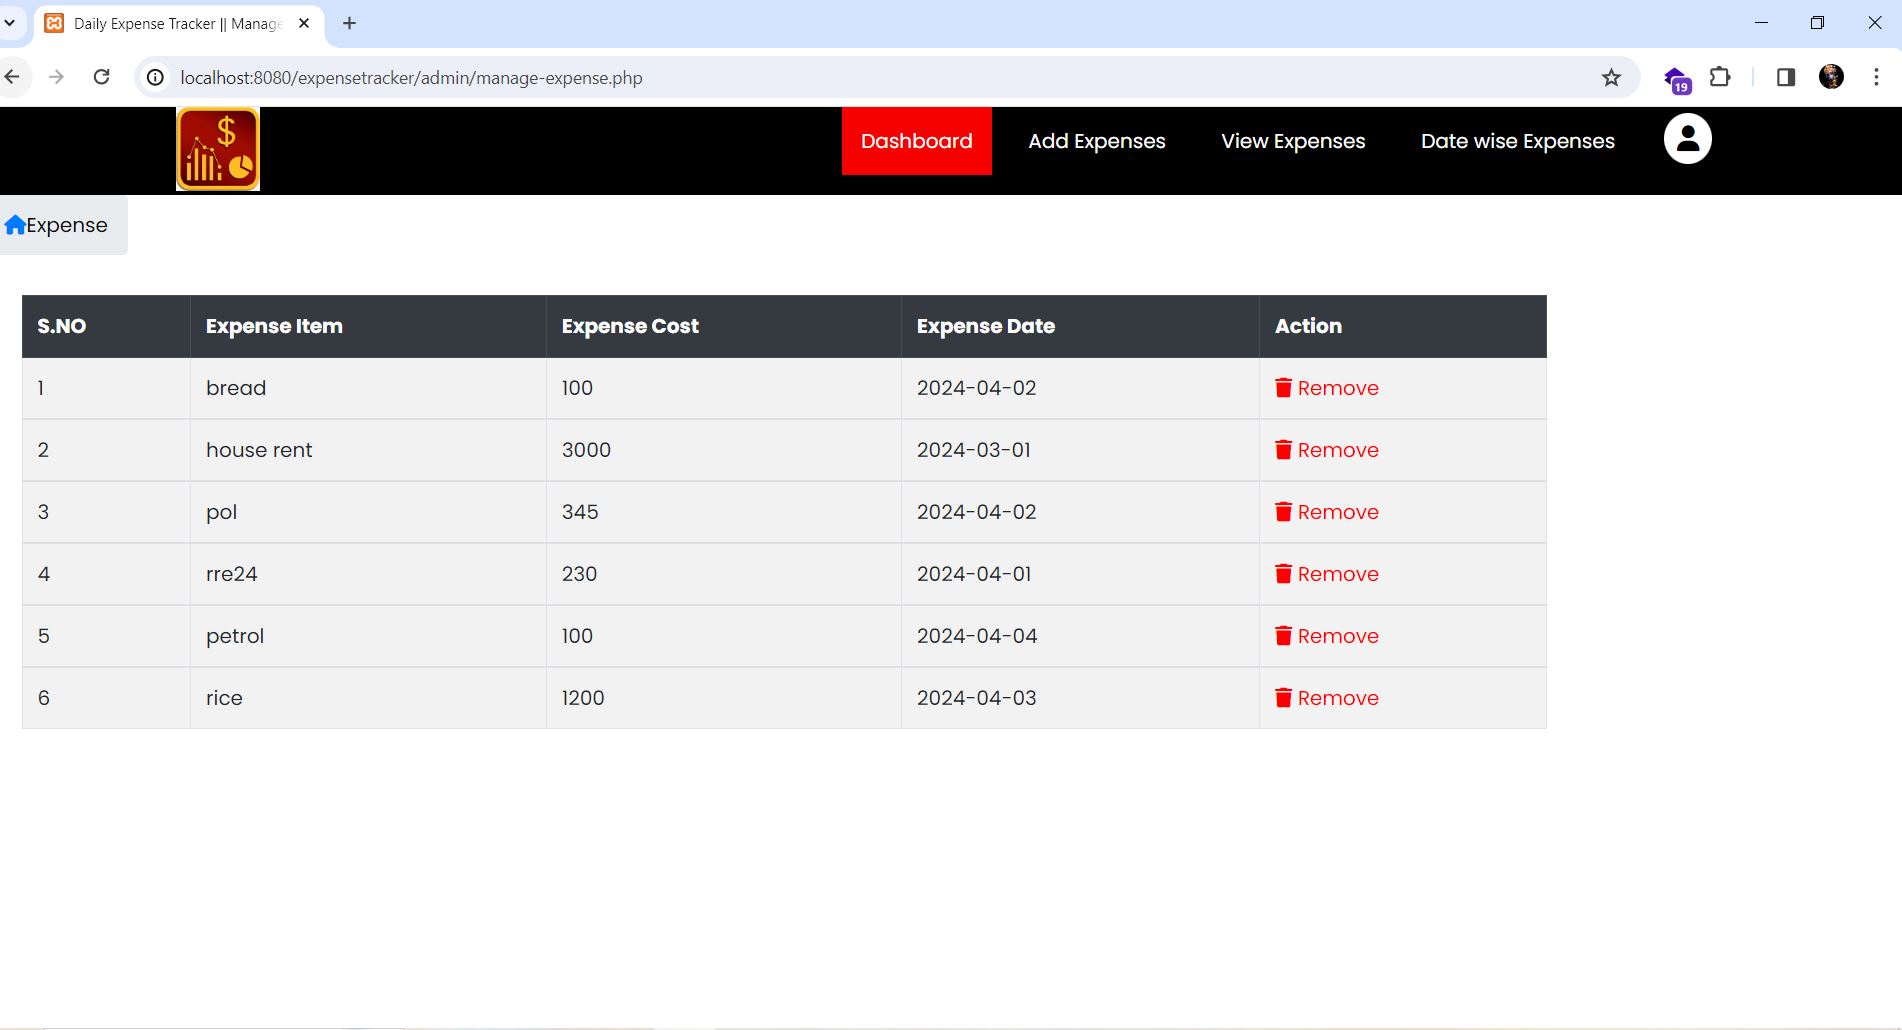 Daily Expense Tracker || Manage
localhost:8080/expensetracker/admin/manage-expense.php
19
$
Dashboard Add Expenses View Expenses Date wise Expenses
Expense
S.NO Expense Item Expense Cost Expense Date Action
1 bread 100 2024-04-02 Remove
2 house rent 3000 2024-03-01 Remove
3 pol 345 2024-04-02 Remove
4 rre24 230 2024-04-01 Remove
5 petrol 100 2024-04-04 Remove
6 rice 1200 2024-04-03 Remove